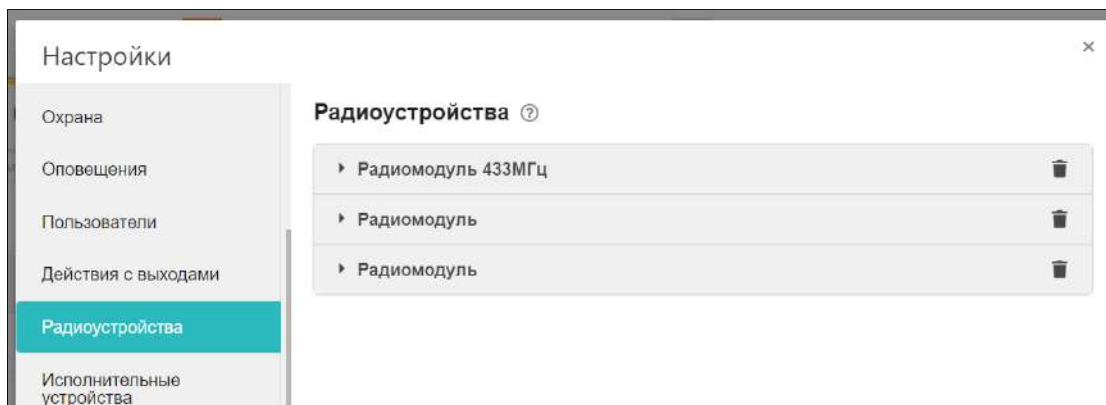 Настройки
×
Охрана
Оповещения
Пользователи
Действия с выходами
Радиоустройства
Исполнительные
устройства
Радиоустройства ?
Радиомодуль 433МГц
Радиомодуль
Радиомодуль